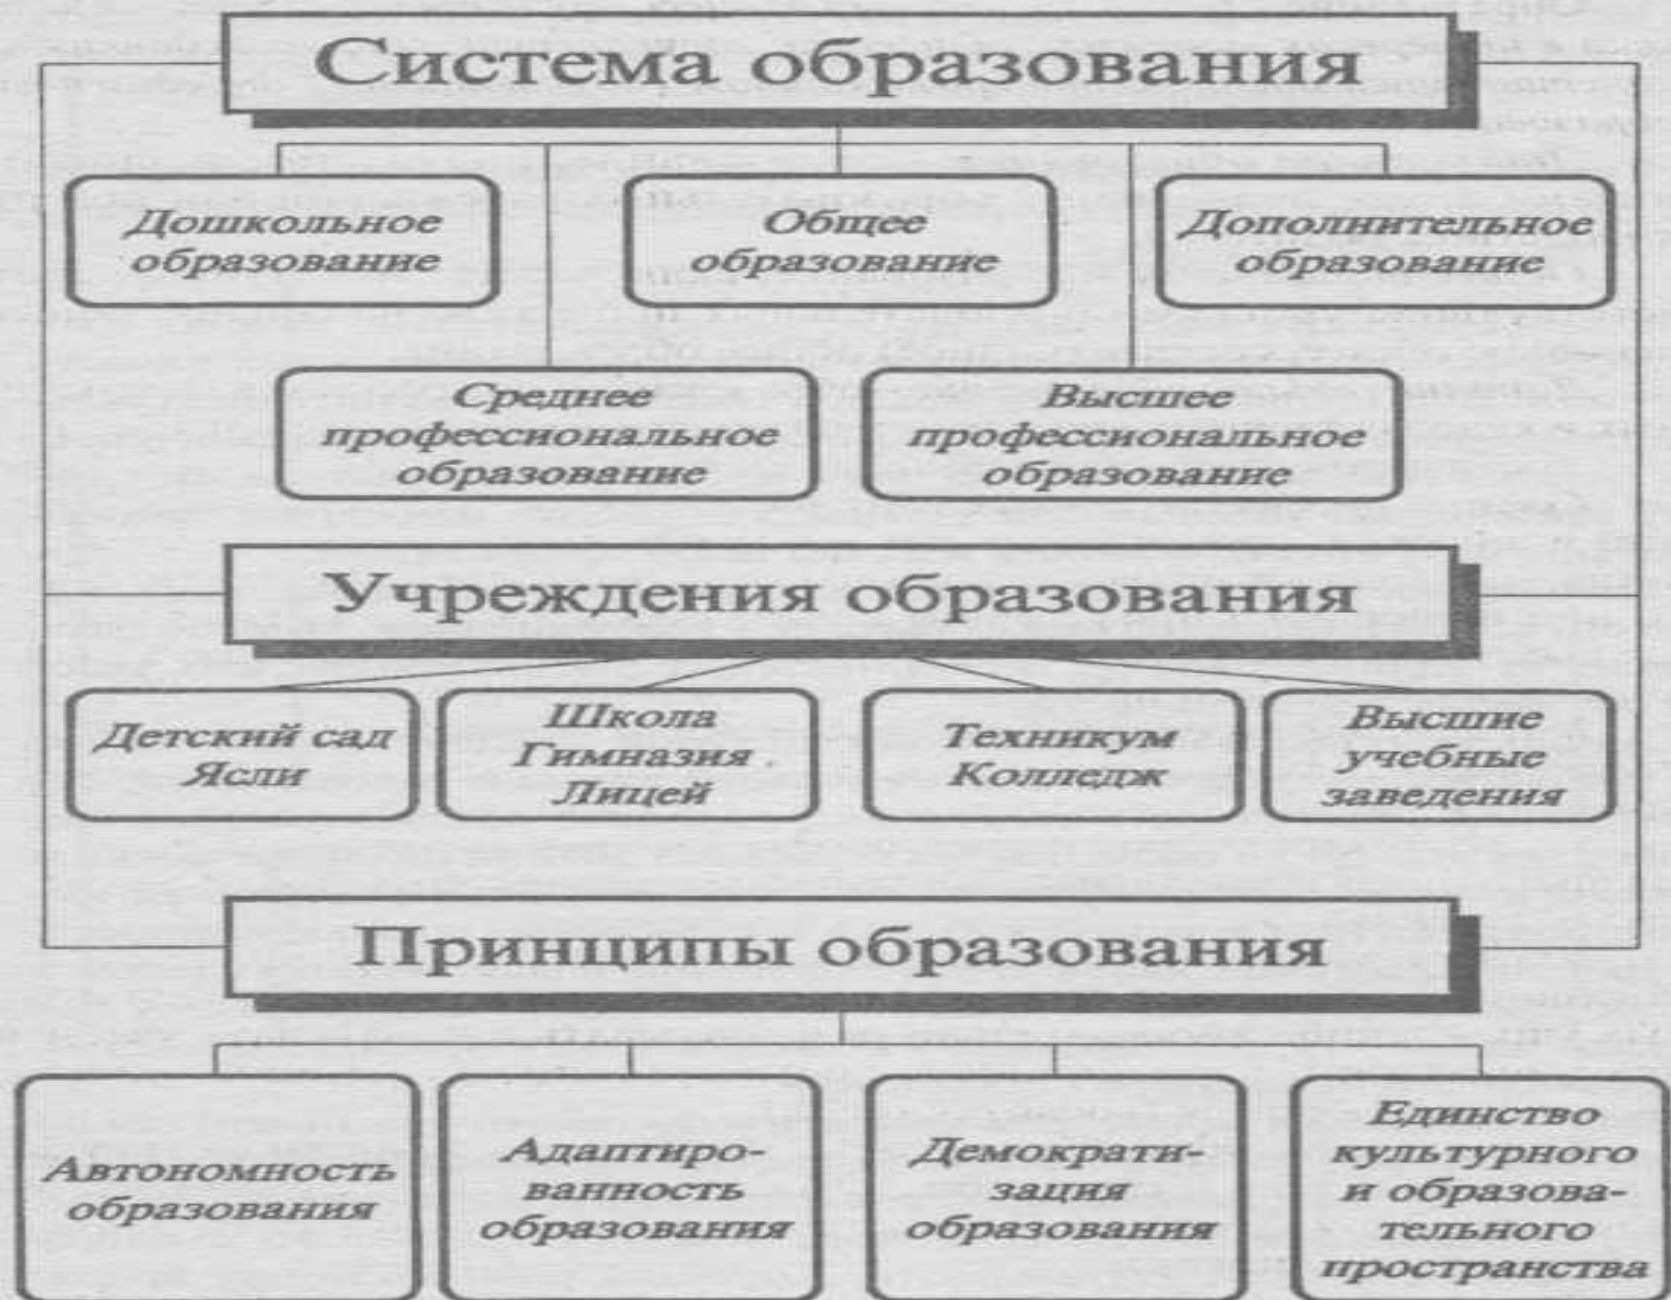 Система образования
Дошкольное
образование
Общее
образование
Дополнительное
образование
Среднее
профессиональное
образование
Высшее
профессиональное
образование
Учреждения образования
Детский сад
Ясли
Школа
Гимназия
Лицей
Техникум
Колледж
Высшие
учебные
заведения
Принципы образования
Автономность
образования
Адаптиро-
ванность
образования
Демократи-
зация
образования
Единство
культурного
и образова-
тельного
пространства